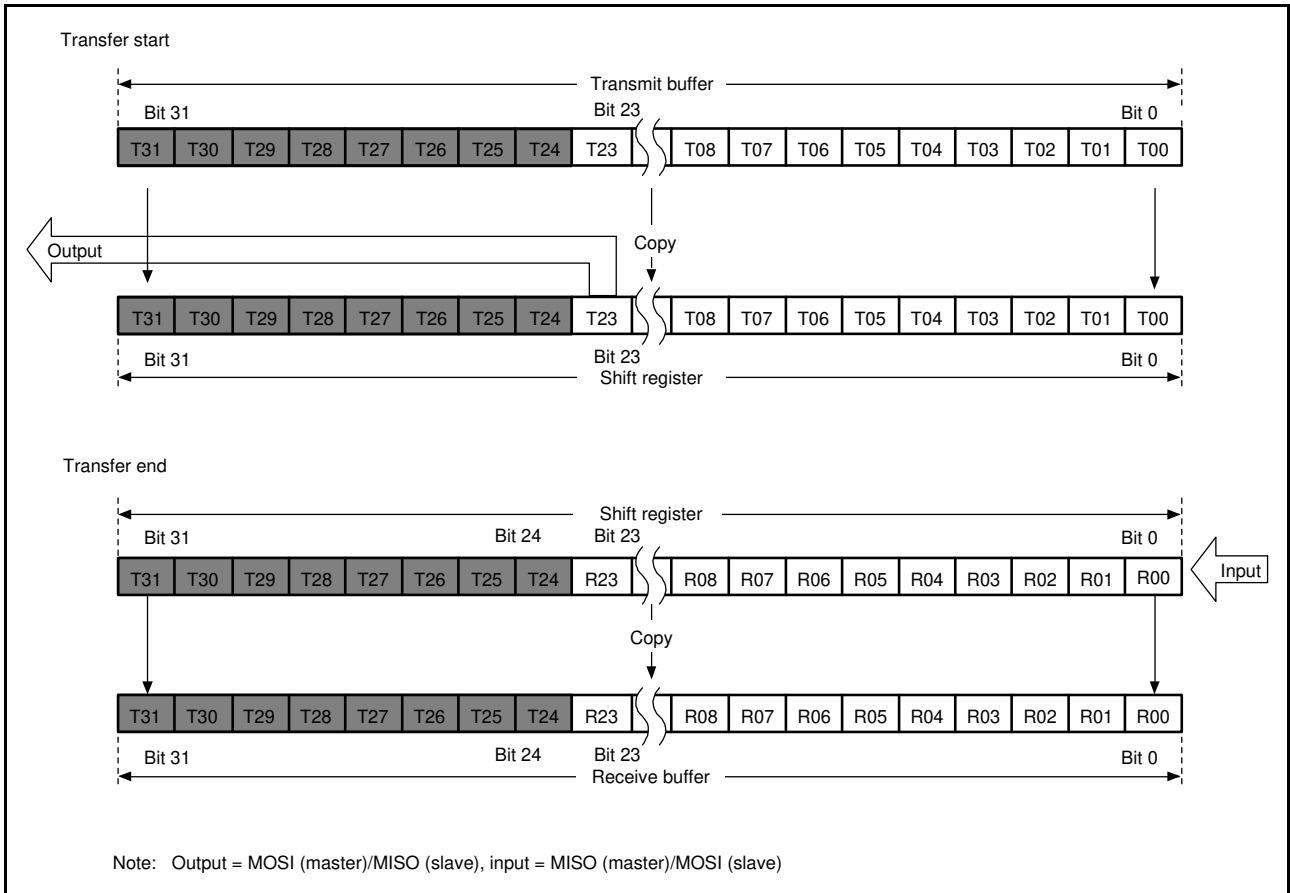 Transfer start
Transmit buffer
Bit 31 Bit 23 Bit 0
T31 T30 T29 T28 T27 T26 T25 T24 T23 T08 T07 T06 T05 T04 T03 T02 T01 T00
Output Copy
T31 T30 T29 T28 T27 T26 T25 T24 T23 T08 T07 T06 T05 T04 T03 T02 T01 T00
Bit 31 Bit 23 Bit 0
Shift register
Transfer end
Shift register
Bit 31 Bit 24 Bit 23 Bit 0
T31 T30 T29 T28 T27 T26 T25 T24 R23 R08 R07 R06 R05 R04 R03 R02 R01 R00 Input
Copy
T31 T30 T29 T28 T27 T26 T25 T24 R23 R08 R07 R06 R05 R04 R03 R02 R01 R00
Bit 31 Bit 24 Bit 23 Bit 0
Receive buffer
Note: Output = MOSI (master)/MISO (slave), input = MISO (master)/MOSI (slave)